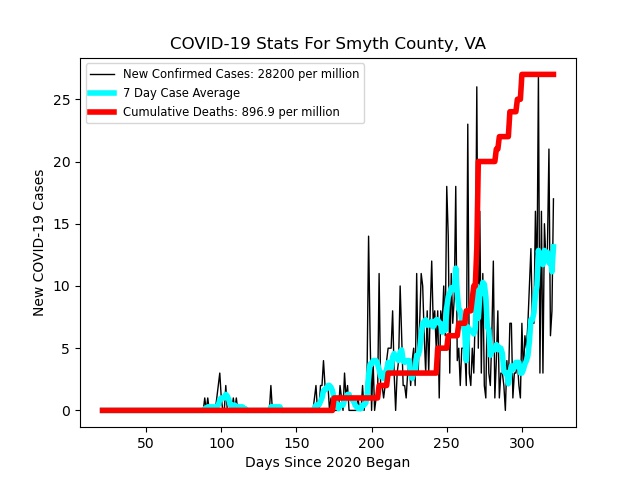 COVID-19 Stats For Smyth County, VA
New Confirmed Cases: 28200 per million
7 Day Case Average
Cumulative Deaths: 896.9 per million
New COVID-19 Cases
25
20
15
10
5
0
50 100 150 200 250 300
Days Since 2020 Began